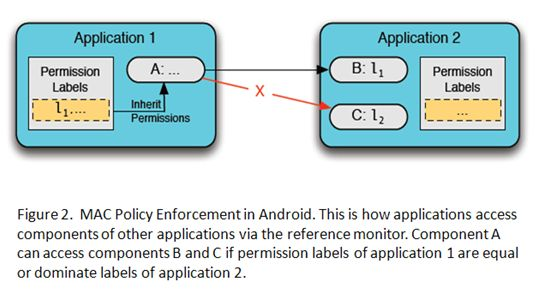 Application 1
Application 2
Permission
Labels
l1,...
A: ...
Inherit
Permissions
X
B: l1
C: l2
Permission
Labels
...
Figure 2. MAC Policy Enforcement in Android. This is how applications access
components of other applications via the reference monitor. Component A
can access components B and C if permission labels of application 1 are equal
or dominate labels of application 2.